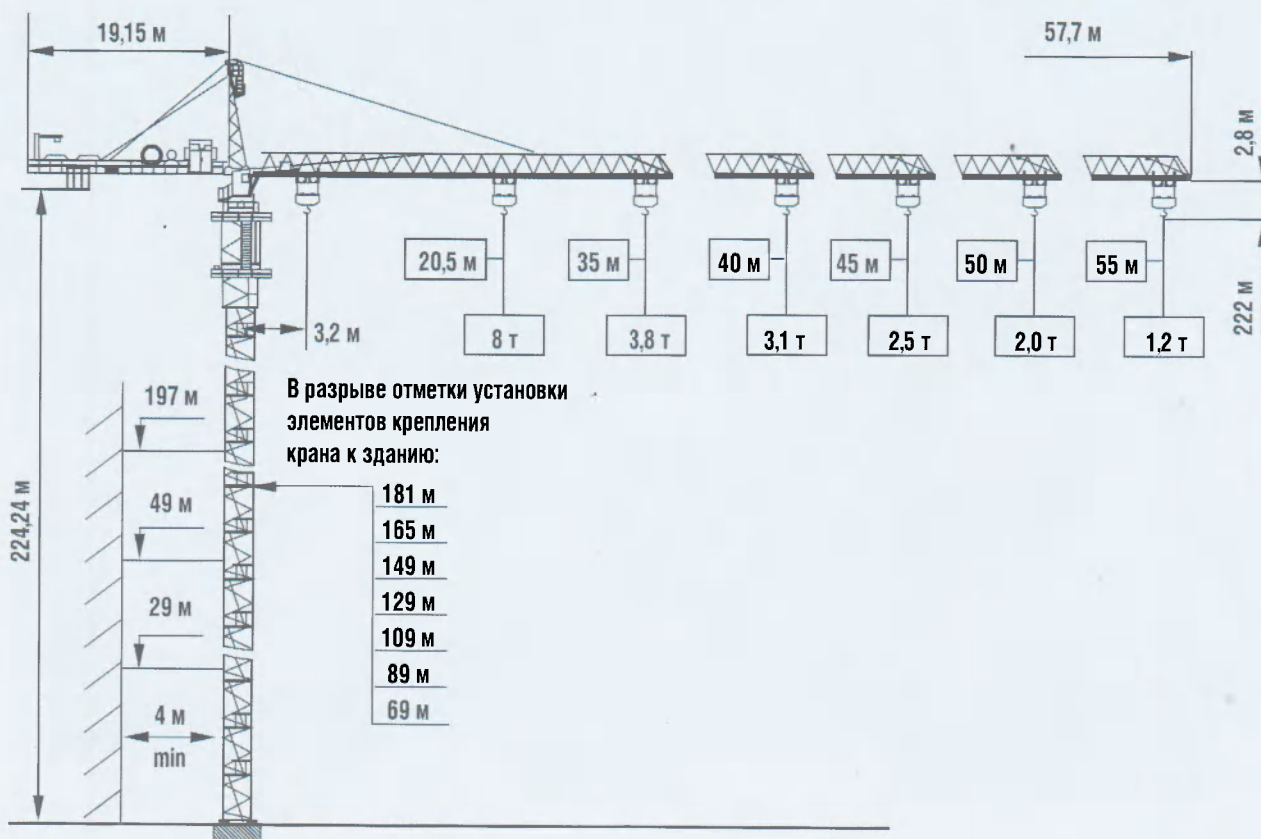 19,15 м
57,7 м
2,8 м
20,5 м
35 м
40 м
45 м
50 м
55 м
222 м
3,2 м
8 т
3,8 т
3,1 т
2,5 т
2,0 т
1,2 т
В разрыве отметки установки
элементов крепления
крана к зданию:
197 м
181 м
49 м
165 м
224,24 м
149 м
129 м
29 м
109 м
89 м
69 м
4 м
min